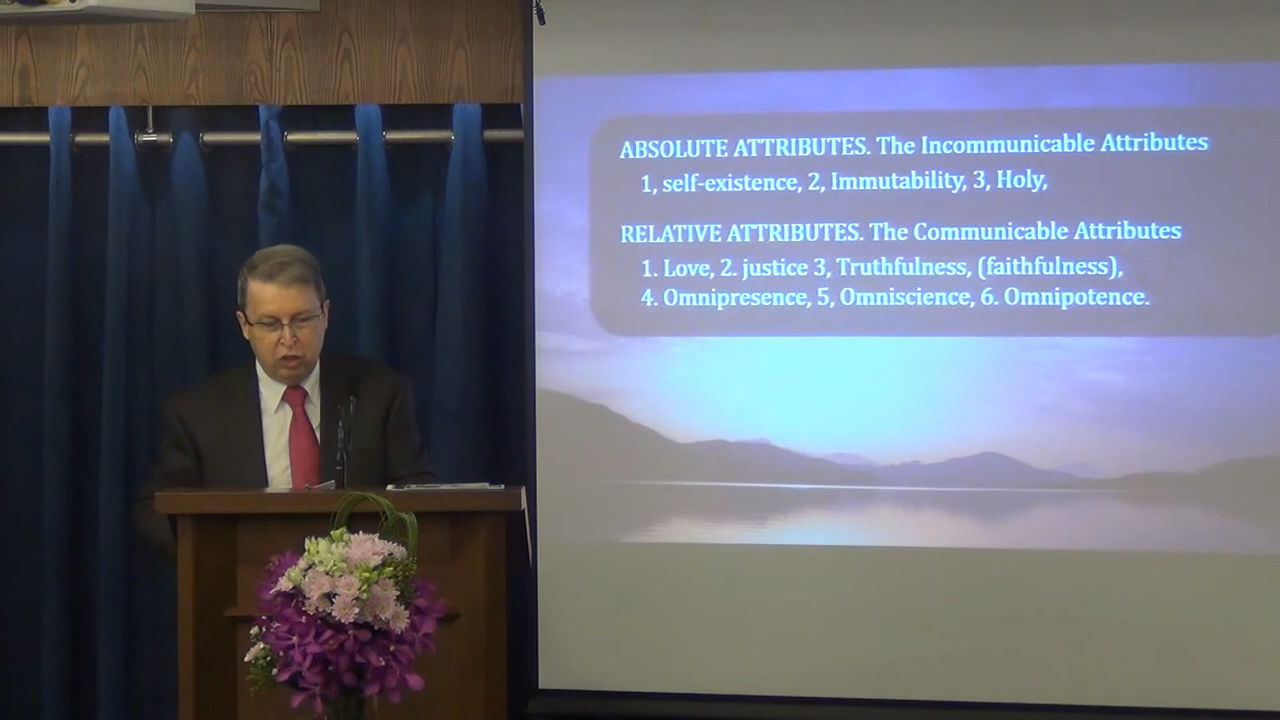 ABSOLUTE ATTRIBUTES. The Incommunicable Attributes
1, self-existence, 2, Immutability, 3, Holy,
RELATIVE ATTRIBUTES. The Communicable Attributes
1. Love, 2. justice 3, Truthfulness, (faithfulness),
4. Omnipresence, 5, Omniscience, 6. Omnipotence.